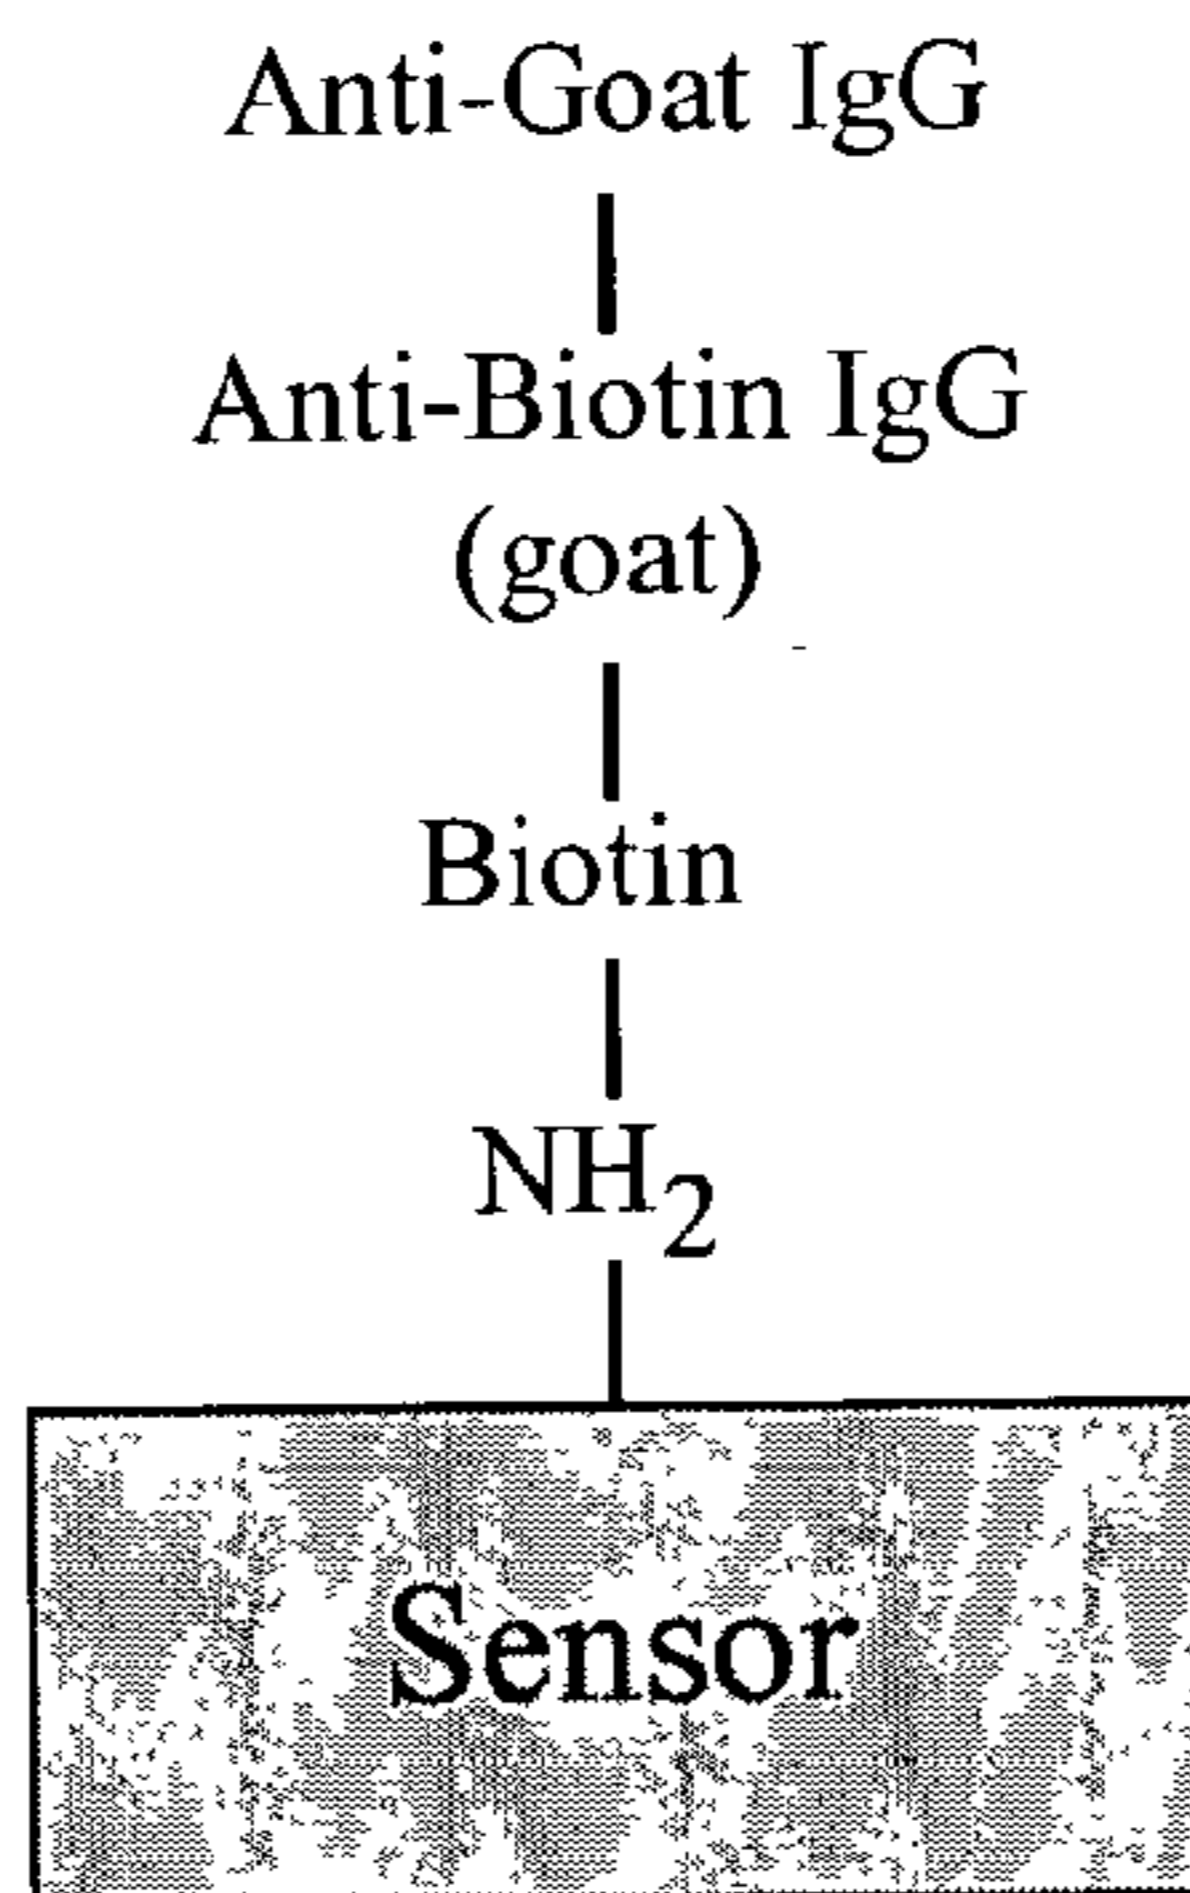 Anti-Goat IgG
Anti-Biotin IgG
(goat)
Biotin
NH₂
Sensor